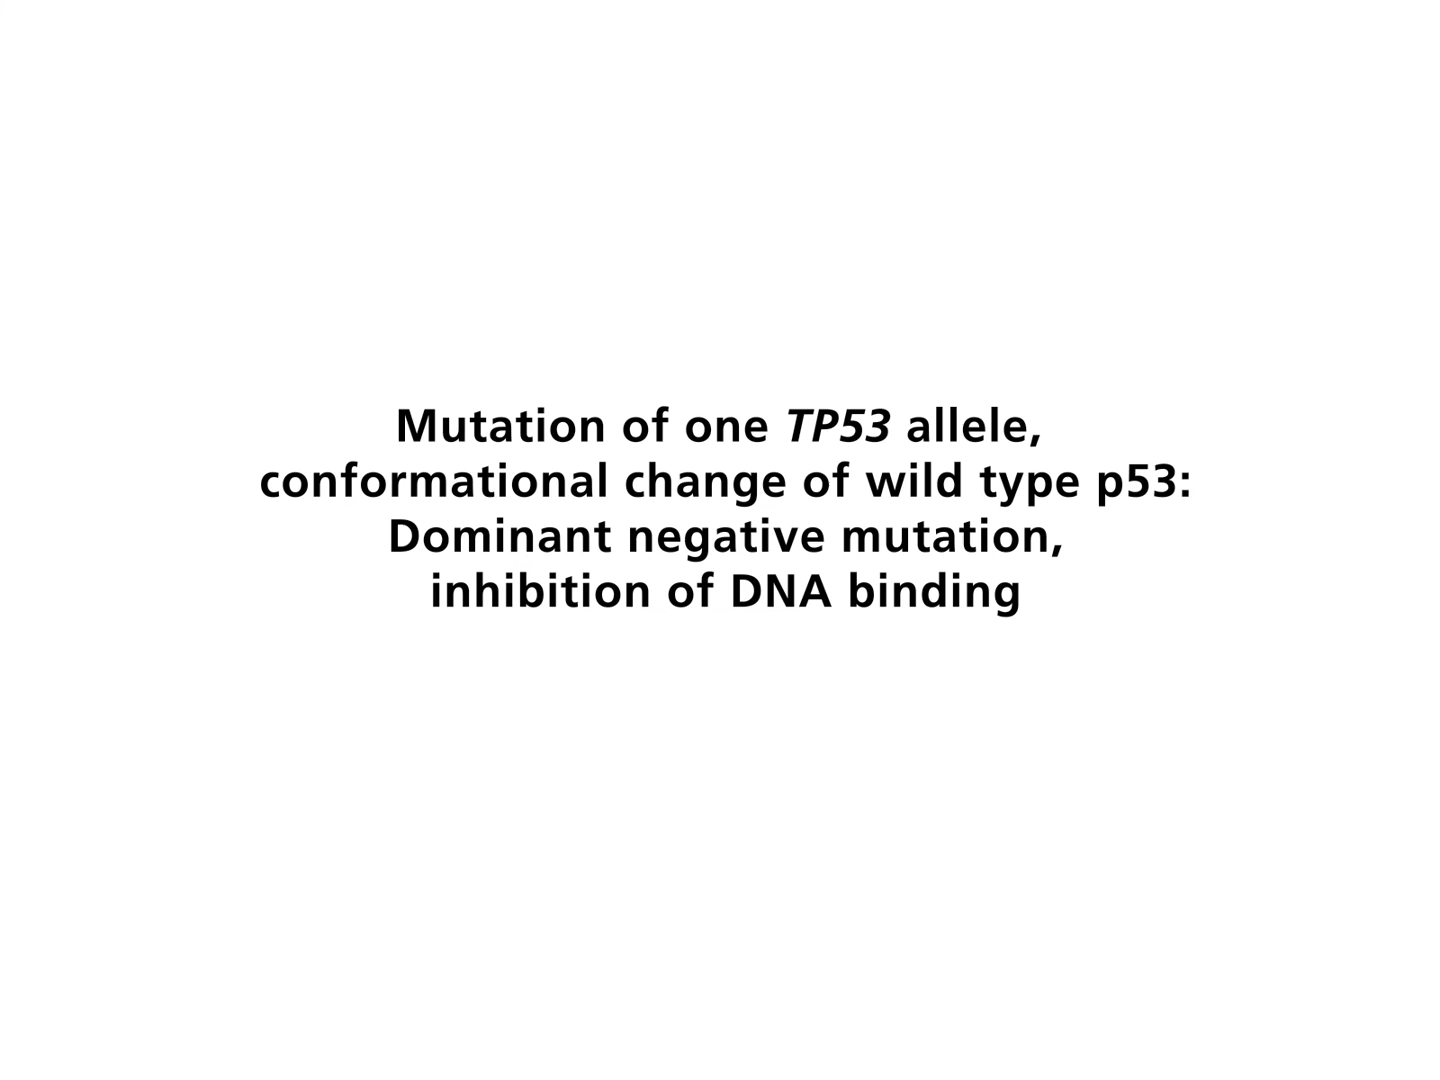 Mutation of one TP53 allele,
conformational change of wild type p53:
Dominant negative mutation,
inhibition of DNA binding